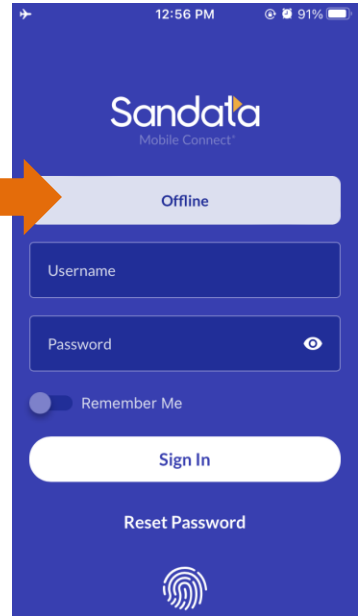 12:56 PM
91%
Sandata
Mobile Connect
Offline
Username
Password
Remember Me
Sign In
Reset Password